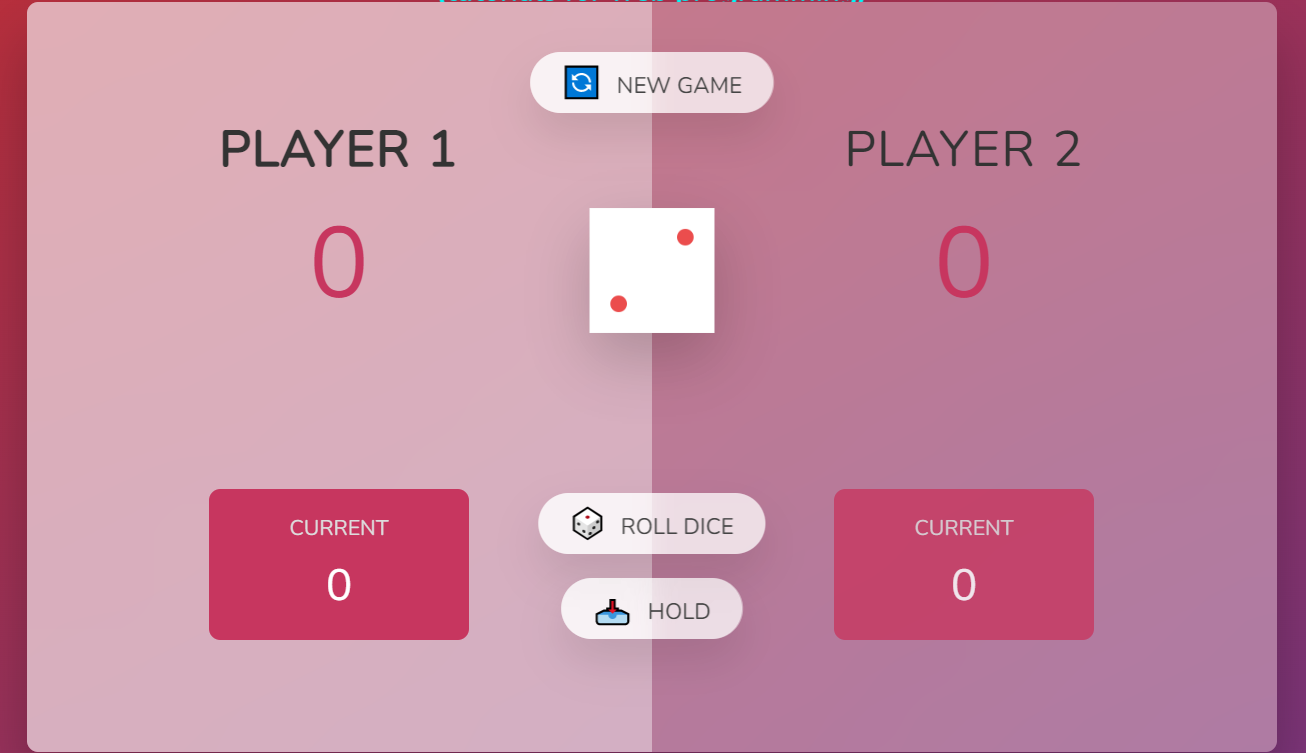 NEW GAME
PLAYER 1
PLAYER 2
0
0
CURRENT
0
ROLL DICE
HOLD
CURRENT
0